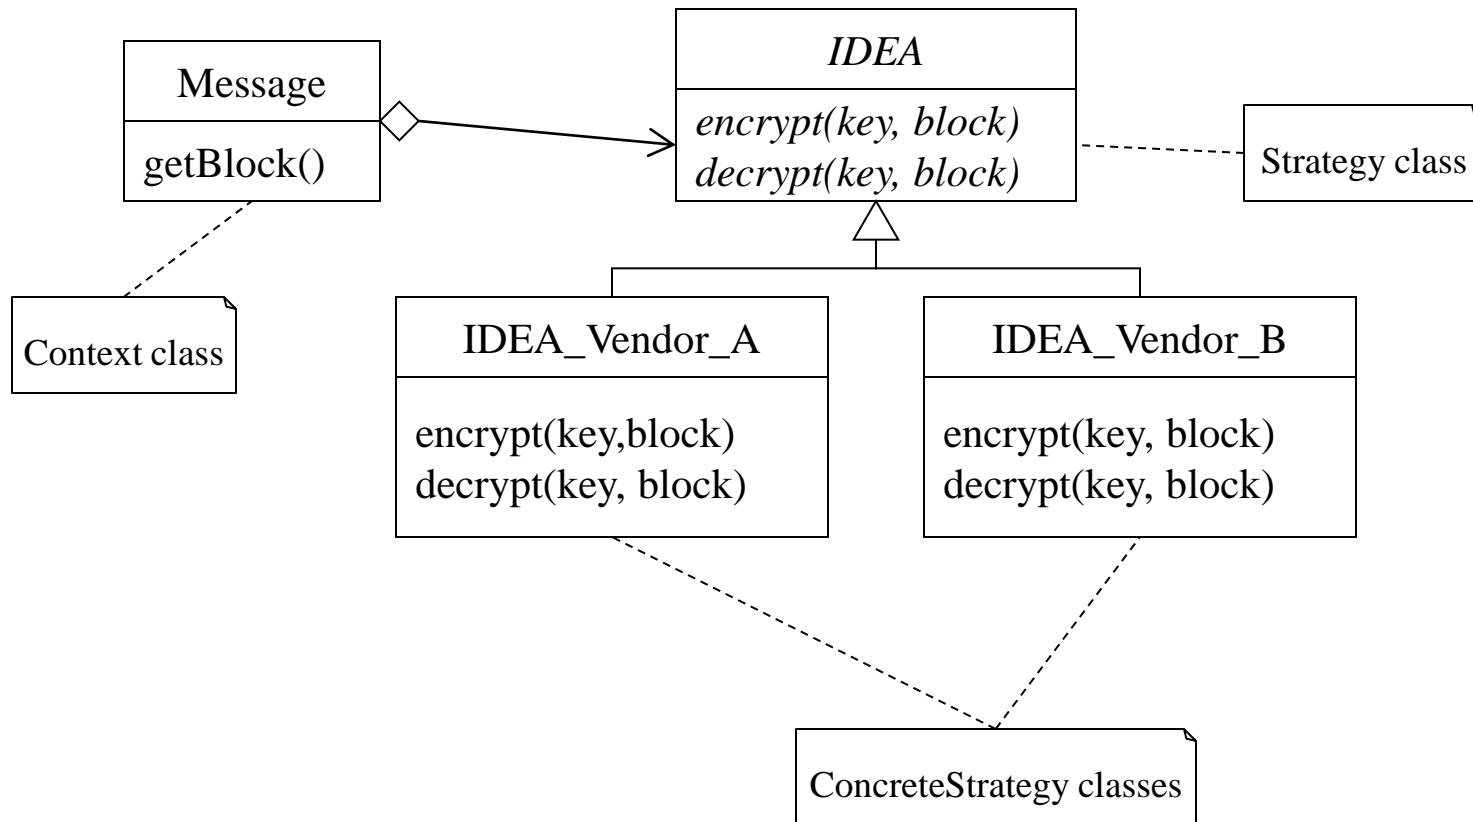 IDEA
Message
encrypt(key, block)
decrypt(key, block)
getBlock()
Strategy class
Context class
IDEA_Vendor_A
encrypt(key,block)
decrypt(key, block)
IDEA_Vendor_B
encrypt(key, block)
decrypt(key, block)
ConcreteStrategy classes